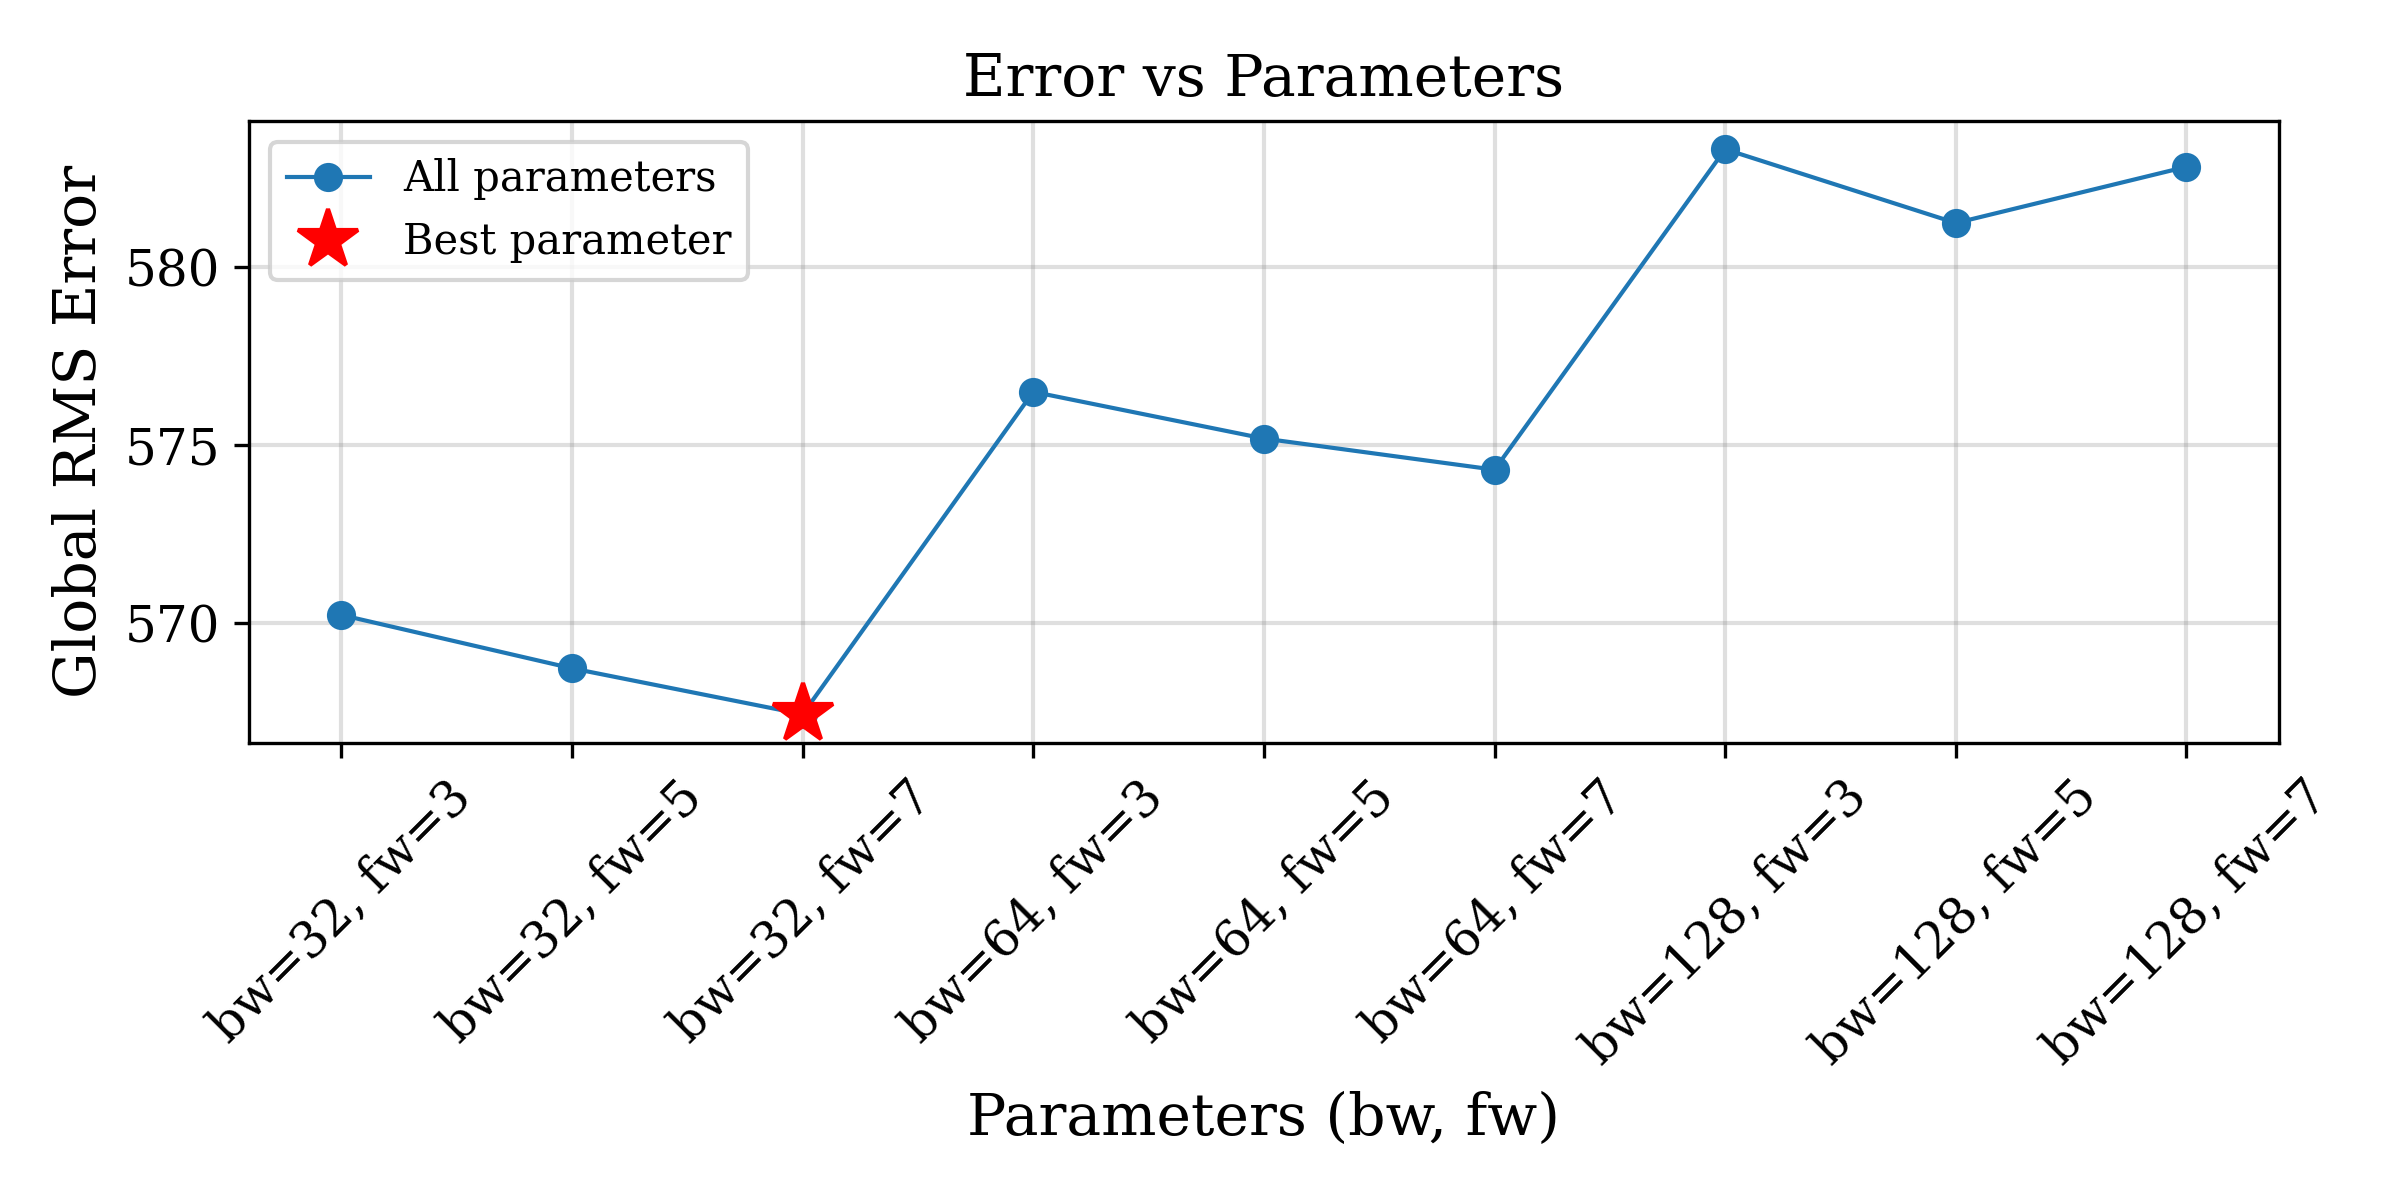 Error vs Parameters
All parameters
Best parameter
Global RMS Error
580
575
570
bw=32, fw=3
bw=32, fw=5
bw=32, fw=7
bw=64, fw=3
bw=64, fw=5
bw=64, fw=7
bw=128, fw=3
bw=128, fw=5
bw=128, fw=7
Parameters (bw, fw)